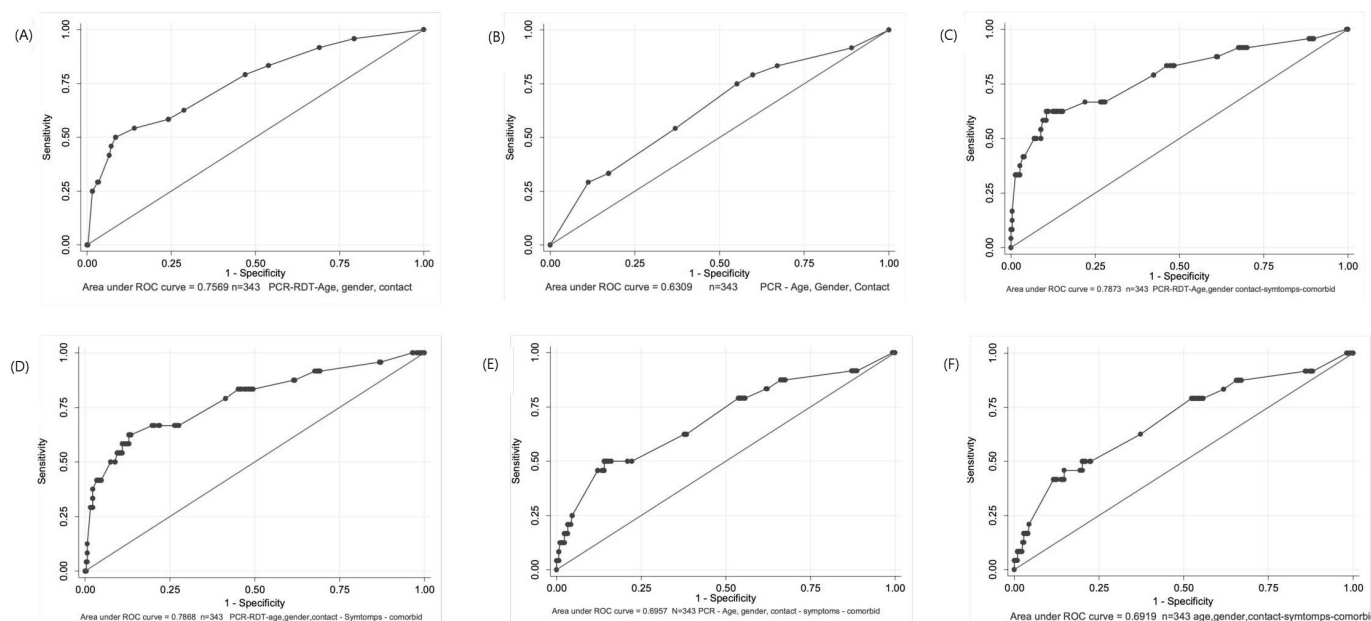 (A)
1.00
0.75
0.50
0.25
0.00
Sensitivity
0.00 0.25 0.50 0.75 1.00
1 - Specificity
Area under ROC curve = 0.7569 n=343 PCR-RDT-Age, gender, contact
(B)
1.00
0.75
0.50
0.25
0.00
Sensitivity
0.00 0.25 0.50 0.75 1.00
1 - Specificity
Area under ROC curve = 0.6309 n=343 PCR - Age, Gender, Contact
(C)
1.00
0.75
0.50
0.25
0.00
Sensitivity
0.00 0.25 0.50 0.75 1.00
1 - Specificity
Area under ROC curve = 0.7873 n=343 PCR-RDT-Age,gender contact-symtomps-comorbid
(D)
1.00
0.75
0.50
0.25
0.00
Sensitivity
0.00 0.25 0.50 0.75 1.00
1 - Specificity
Area under ROC curve = 0.7868 n=343 PCR-RDT-age,gender,contact - Symtomps - comorbid
(E)
1.00
0.75
0.50
0.25
0.00
Sensitivity
0.00 0.25 0.50 0.75 1.00
1 - Specificity
Area under ROC curve = 0.6957 N=343 PCR - Age, gender, contact - symptoms - comorbid
(F)
1.00
0.75
0.50
0.25
0.00
Sensitivity
0.00 0.25 0.50 0.75 1.00
1 - Specificity
Area under ROC curve = 0.6919 n=343 age,gender,contact-symtomps-comorbid